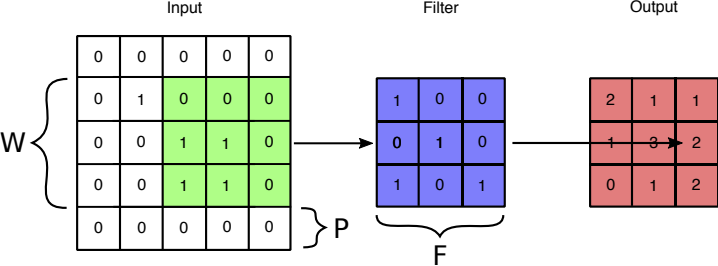 Input Filter Output
0 0 0 0 0
0 1 0 0 0 1 0 0 2 1 1
W 0 0 1 1 0 0 1 0 1 3 2
0 0 1 1 0 1 0 1 0 1 2
0 0 0 0 0 P
F